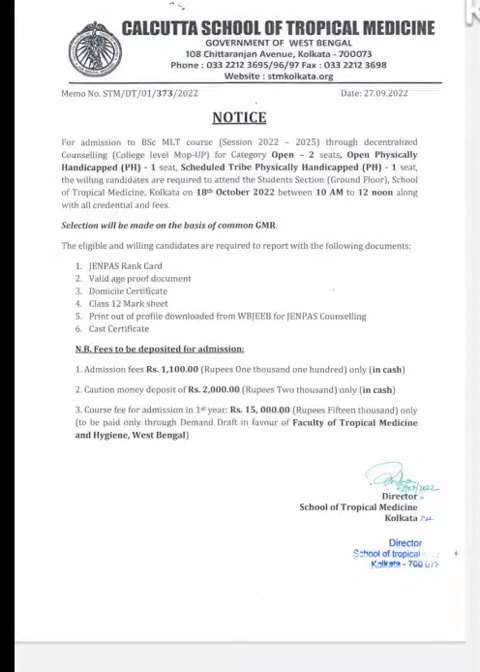 CALCUTTA SCHOOL OF TROPICAL MEDICINE
GOVERNMENT OF WEST BENGAL
108 Chittaranjan Avenue, Kolkata - 700073
Phone : 033 2212 3695/96/97 Fax : 033 2212 3698
Website : stmkolkata.org
Memo No. STM/DT/01/373/2022 Date: 27.09.2022
NOTICE
For admission to BSc MLT course (Session 2022 – 2025) through decentralized
Counselling (College level Mop-UP) for Category Open – 2 seats, Open Physically
Handicapped (PH) - 1 seat, Scheduled Tribe Physically Handicapped (PH) - 1 seat,
the willing candidates are required to attend the Students Section (Ground Floor), School
of Tropical Medicine, Kolkata on 18th October 2022 between 10 AM to 12 noon along
with all credential and fees.
Selection will be made on the basis of common GMR.
The eligible and willing candidates are required to report with the following documents:
1. JENPAS Rank Card
2. Valid age proof document
3. Domicile Certificate
4. Class 12 Mark sheet
5. Print out of profile downloaded from WBJEEB for JENPAS Counselling
6. Cast Certificate
N.B. Fees to be deposited for admission:
1. Admission fees Rs. 1,100.00 (Rupees One thousand one hundred) only (in cash)
2. Caution money deposit of Rs. 2,000.00 (Rupees Two thousand) only (in cash)
3. Course fee for admission in 1st year: Rs. 15, 000.00 (Rupees Fifteen thousand) only
(to be paid only through Demand Draft in favour of Faculty of Tropical Medicine
and Hygiene, West Bengal)
Director
School of Tropical Medicine
Kolkata
Director
School of tropical
Kolkata - 700 073